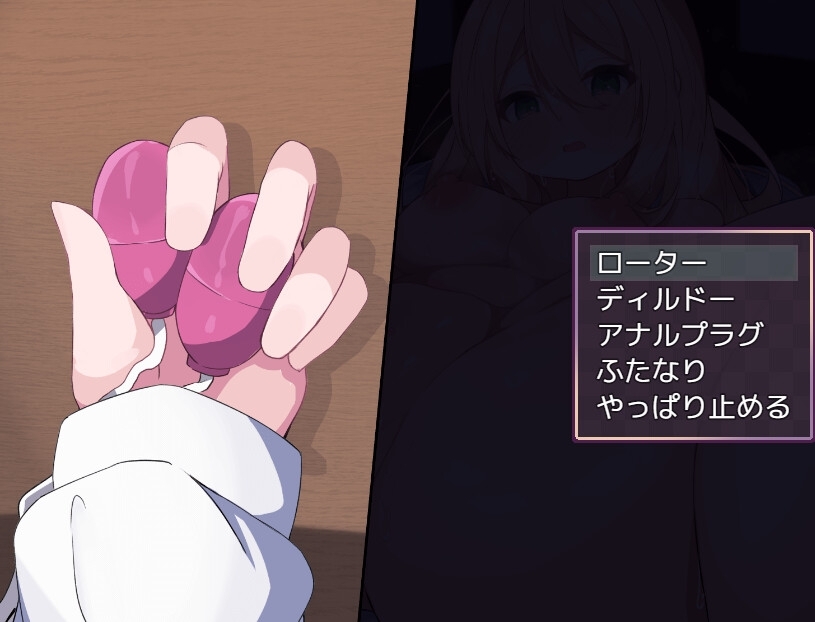 ローター
ディルドー
アナルプラグ
ふたなり
やっぱり止める